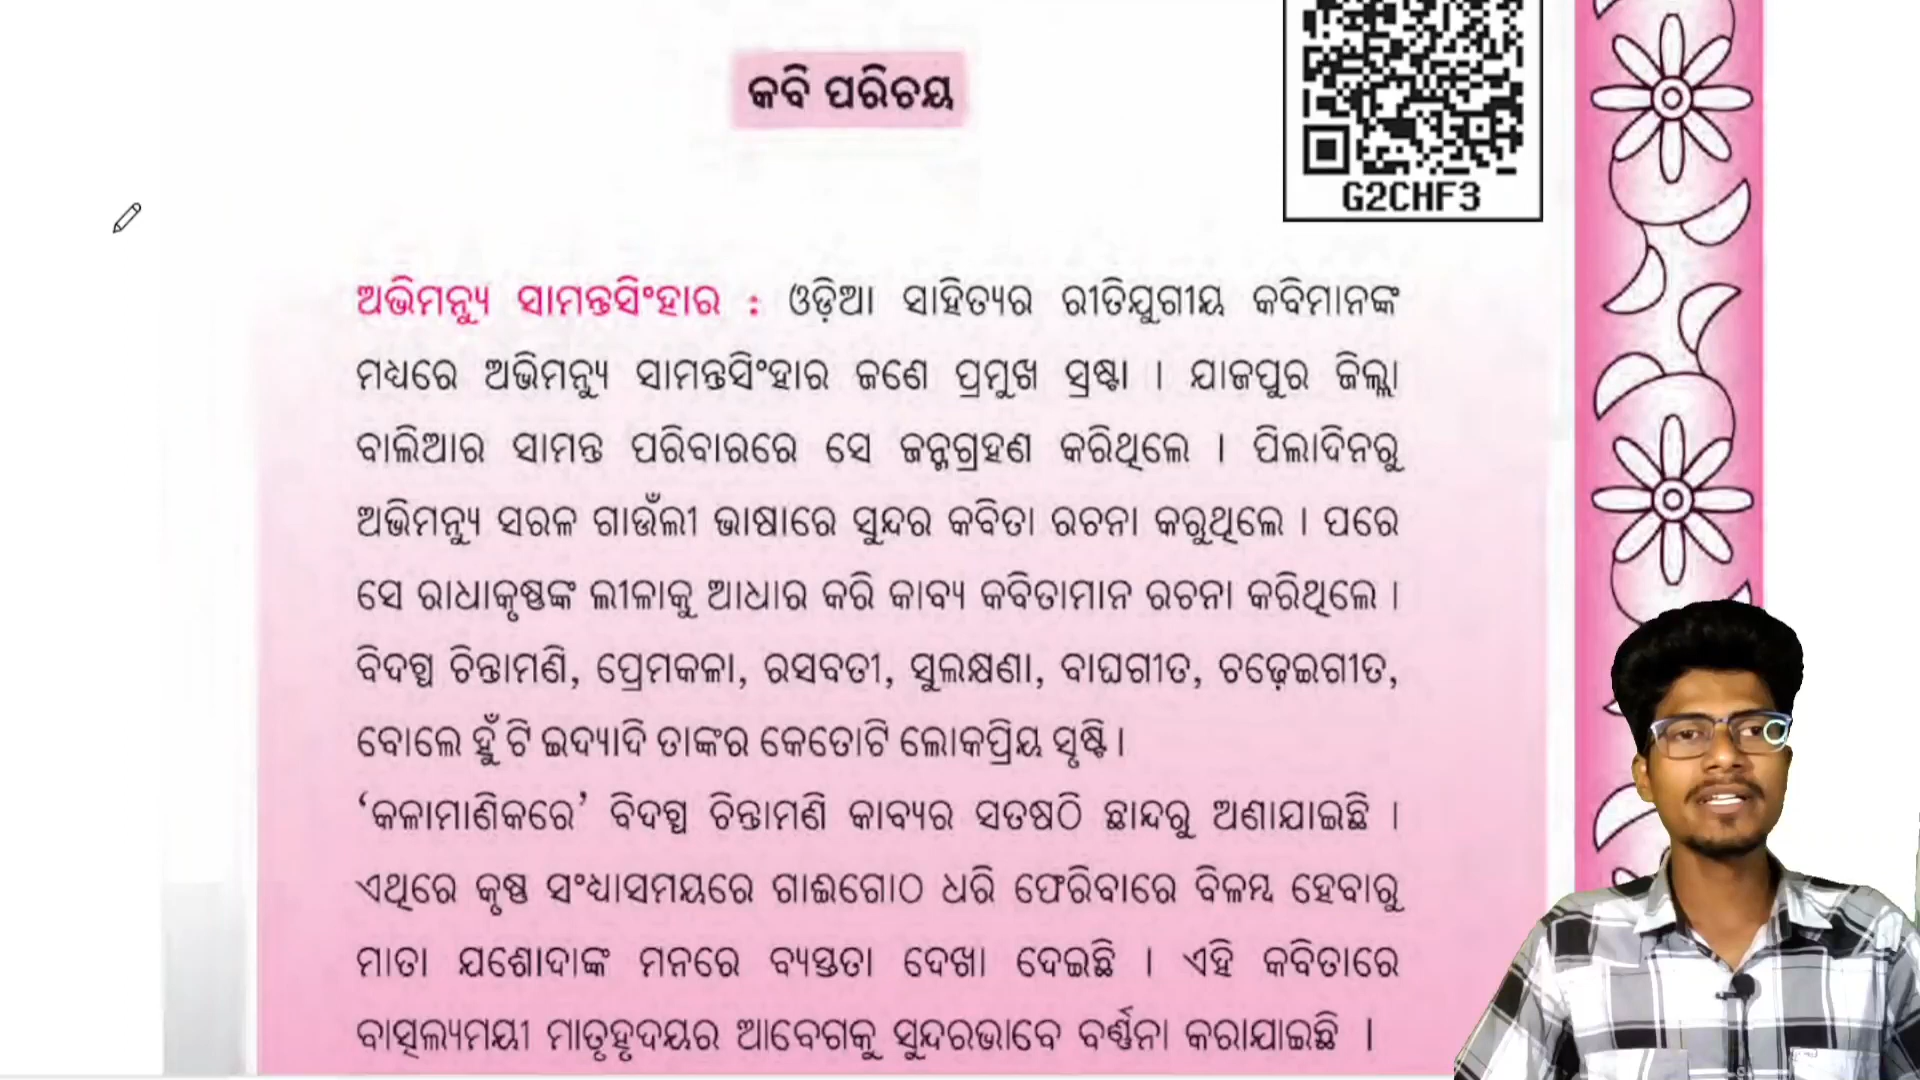 କବି ପରିଚୟ
G2CHF3
ଅଭିମନ୍ୟୁ ସାମନ୍ତସିଂହାର : ଓଡ଼ିଆ ସାହିତ୍ୟର ରୀତିଯୁଗୀୟ କବିମାନଙ୍କ
ମଧ୍ୟରେ ଅଭିମନ୍ୟୁ ସାମନ୍ତସିଂହାର ଜଣେ ପ୍ରମୁଖ ସ୍ରଷ୍ଟା । ଯାଜପୁର ଜିଲ୍ଲା
ବାଲିଆର ସାମନ୍ତ ପରିବାରରେ ସେ ଜନ୍ମଗ୍ରହଣ କରିଥିଲେ । ପିଲାଦିନରୁ
ଅଭିମନ୍ୟୁ ସରଳ ଗାଉଁଲୀ ଭାଷାରେ ସୁନ୍ଦର କବିତା ରଚନା କରୁଥିଲେ । ପରେ
ସେ ରାଧାକୃଷ୍ଣଙ୍କ ଲୀଳାକୁ ଆଧାର କରି କାବ୍ୟ କବିତାମାନ ରଚନା କରିଥିଲେ ।
ବିଦଗ୍ଧ ଚିନ୍ତାମଣି, ପ୍ରେମକଳା, ରସବତୀ, ସୁଲକ୍ଷଣା, ବାଘଗୀତ, ଚଢ଼େଇଗୀତ,
ବୋଲେ ହୁଁ ଟି ଇଦ୍ୟାଦି ତାଙ୍କର କେତୋଟି ଲୋକପ୍ରିୟ ସୃଷ୍ଟି ।
‘କଳାମାଣିକରେ’ ବିଦଗ୍ଧ ଚିନ୍ତାମଣି କାବ୍ୟର ସତଷଠି ଛାନ୍ଦରୁ ଅଣାଯାଇଛି ।
ଏଥିରେ କୃଷ୍ଣ ସଂଧ୍ୟାସମୟରେ ଗାଈଗୋଠ ଧରି ଫେରିବାରେ ବିଳମ୍ବ ହେବାରୁ
ମାତା ଯଶୋଦାଙ୍କ ମନରେ ବ୍ୟସ୍ତତା ଦେଖା ଦେଇଛି । ଏହି କବିତାରେ
ବାତ୍ସଲ୍ୟମୟୀ ମାତୃହୃଦୟର ଆବେଗକୁ ସୁନ୍ଦରଭାବେ ବର୍ଣ୍ଣନା କରାଯାଇଛି ।